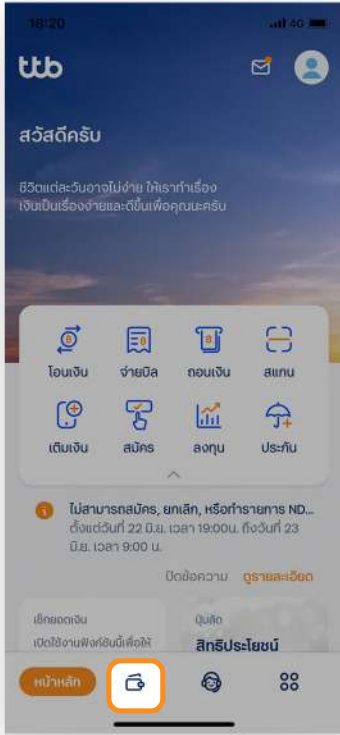 18:20
4G
ttb
สวัสดีครับ
ชีวิตแต่ละวันอาจไม่ง่าย ให้เราทำเรื่อง
เงินเป็นเรื่องง่ายและดีขึ้นเพื่อคุณนะครับ
โอนเงิน จ่ายบิล ถอนเงิน สแกน
เติมเงิน สมัคร ลงทุน ประกัน
ไม่สามารถสมัคร, ยกเลิก, หรือทำรายการ ND...
ตั้งแต่วันที่ 22 มิ.ย. เวลา 19:00น. ถึงวันที่ 23
มิ.ย. เวลา 9:00 น.
ปิดข้อความ ดูรายละเอียด
เช็กยอดเงิน
เปิดใช้งานฟังก์ชันนี้เพื่อให้
สิทธิประโยชน์
หน้าหลัก